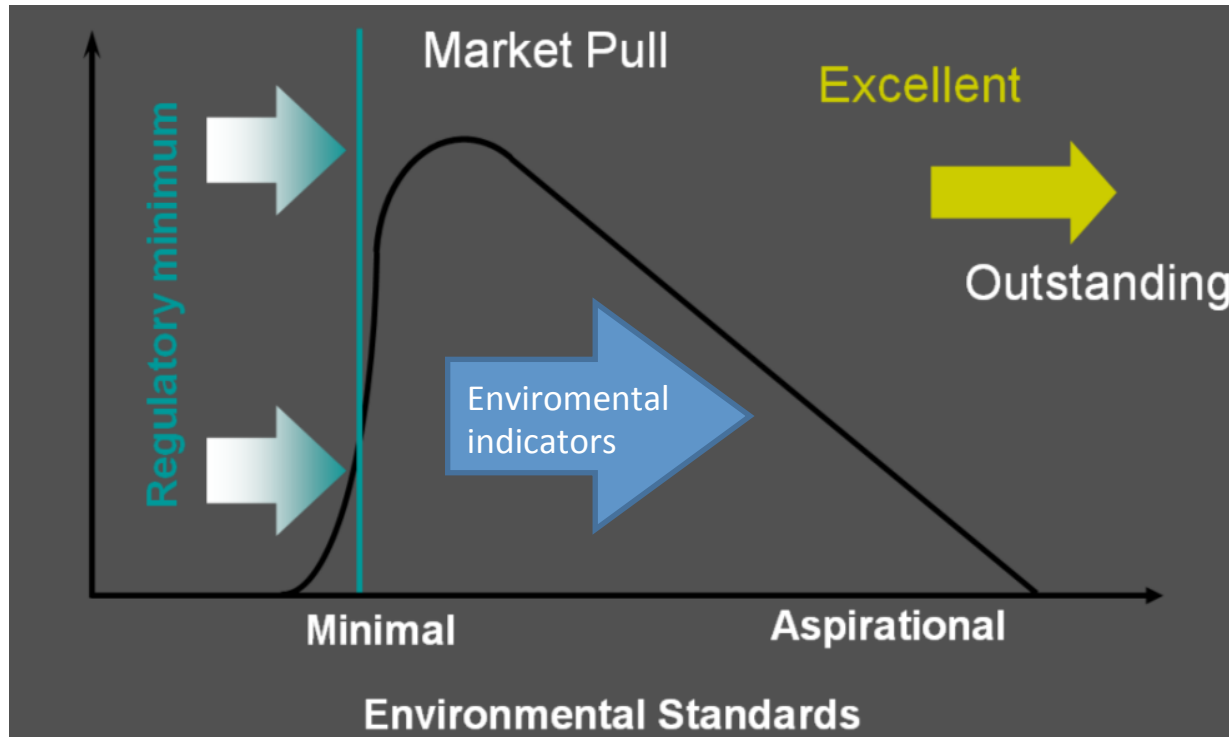 Market Pull
Excellent
Outstanding
Regulatory minimum
Enviromental
indicators
Minimal
Aspirational
Environmental Standards